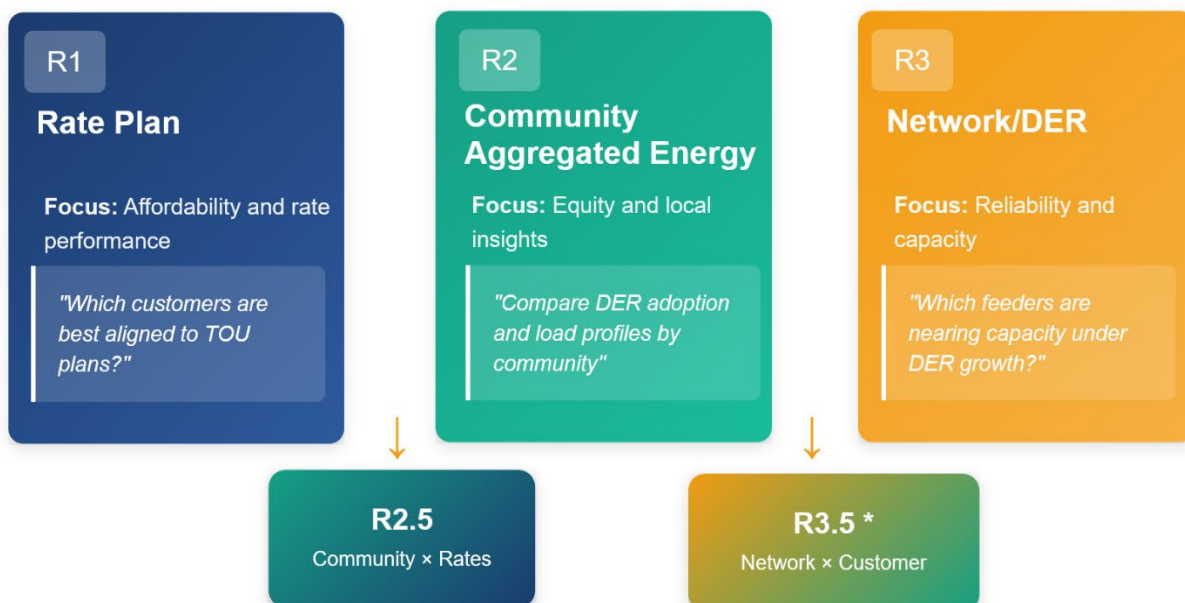 R1
Rate Plan
Focus: Affordability and rate
performance
"Which customers are
best aligned to TOU
plans?"
R2
Community
Aggregated Energy
Focus: Equity and local
insights
"Compare DER adoption
and load profiles by
community"
R3
Network/DER
Focus: Reliability and
capacity
"Which feeders are
nearing capacity under
DER growth?"
R2.5
Community × Rates
R3.5 *
Network × Customer